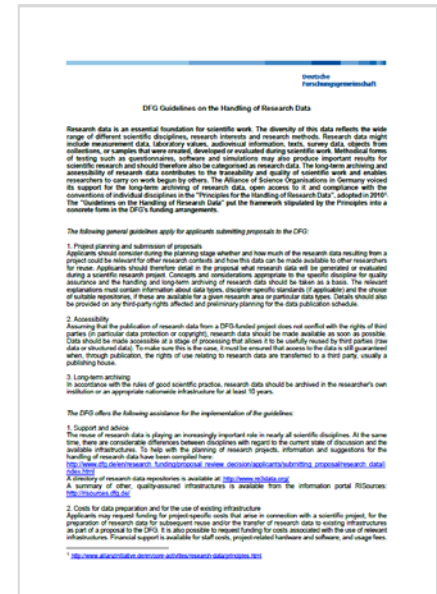 Deutsche
Forschungsgemeinschaft
DFG Guidelines on the Handling of Research Data
Research data is an essential foundation for scientific work. The diversity of this data reflects the wide
range of different scientific disciplines, research interests and research methods. Research data might
include measurement data, laboratory values, audiovisual information, texts, survey data, objects from
collections, or samples that were created, developed or evaluated during scientific work. Methodical forms
of testing such as questionnaires, software and simulations may also produce important results for
scientific research and should therefore also be categorised as research data. The long-term archiving and
accessibility of research data contributes to the traceability and quality of scientific work and enables
researchers to carry on work begun by others. The Alliance of Science Organisations in Germany voiced
its support for the long-term archiving of research data, open access to it and compliance with the
conventions of individual disciplines in the "Principles for the Handling of Research Data", adopted in 2010¹.
The "Guidelines on the Handling of Research Data" put the framework stipulated by the Principles into a
concrete form in the DFG's funding arrangements.
The following general guidelines apply for applicants submitting proposals to the DFG:
1. Project planning and submission of proposals
Applicants should consider during the planning stage whether and how much of the research data resulting from a
project could be relevant for other research contexts and how this data can be made available to other researchers
for reuse. Applicants should therefore detail in the proposal what research data will be generated or evaluated
during a scientific research project. Concepts and considerations appropriate to the specific discipline for quality
assurance and the handling and long-term archiving of research data should be taken as a basis. The relevant
explanations must contain information about data types, discipline-specific standards (if applicable) and the choice
of suitable repositories, if these are available for a given research area or particular data types. Details should also
be provided on any third-party rights affected and preliminary planning for the data publication schedule.
2. Accessibility
Assuming that the publication of research data from a DFG-funded project does not conflict with the rights of third
parties (in particular data protection or copyright), research data should be made available as soon as possible.
Data should be made accessible at a stage of processing that allows it to be usefully reused by third parties (raw
data or structured data). To make sure this is the case, it must be ensured that access to the data is still guaranteed
when, through publication, the rights of use relating to research data are transferred to a third party, usually a
publishing house.
3. Long-term archiving
In accordance with the rules of good scientific practice, research data should be archived in the researcher's own
institution or an appropriate nationwide infrastructure for at least 10 years.
The DFG offers the following assistance for the implementation of the guidelines:
1. Support and advice
The reuse of research data is playing an increasingly important role in nearly all scientific disciplines. At the same
time, there are considerable differences between disciplines with regard to the current state of discussion and the
available infrastructures. To help with the planning of research projects, information and suggestions for the
handling of research data have been compiled here:
http://www.dfg.de/en/research_funding/proposal_review_decision/applicants/submitting_proposal/research_data/i
ndex.html
A directory of research data repositories is available at: http://www.re3data.org/
A summary of other, quality-assured infrastructures is available from the information portal RISources:
http://risources.dfg.de/
2. Costs for data preparation and for the use of existing infrastructure
Applicants may request funding for project-specific costs that arise in connection with a scientific project, for the
preparation of research data for subsequent reuse and/or the transfer of research data to existing infrastructures
as part of a proposal to the DFG. It is also possible to request funding for costs associated with the use of relevant
infrastructures. Financial support is available for staff costs, project-related hardware and software, and usage fees.
¹ http://www.allianzinitiative.de/en/core-activities/research-data/principles.html